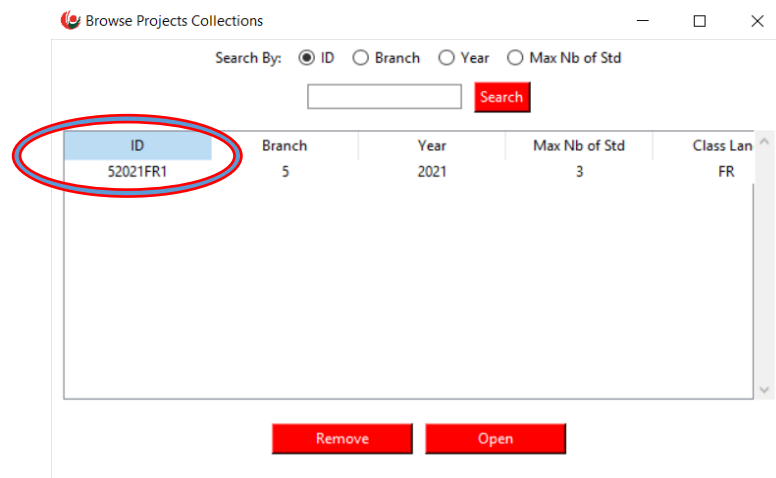 Browse Projects Collections
Search By: ID Branch Year Max Nb of Std
Search
ID Branch Year Max Nb of Std Class Lan
52021FR1 5 2021 3 FR
Remove Open